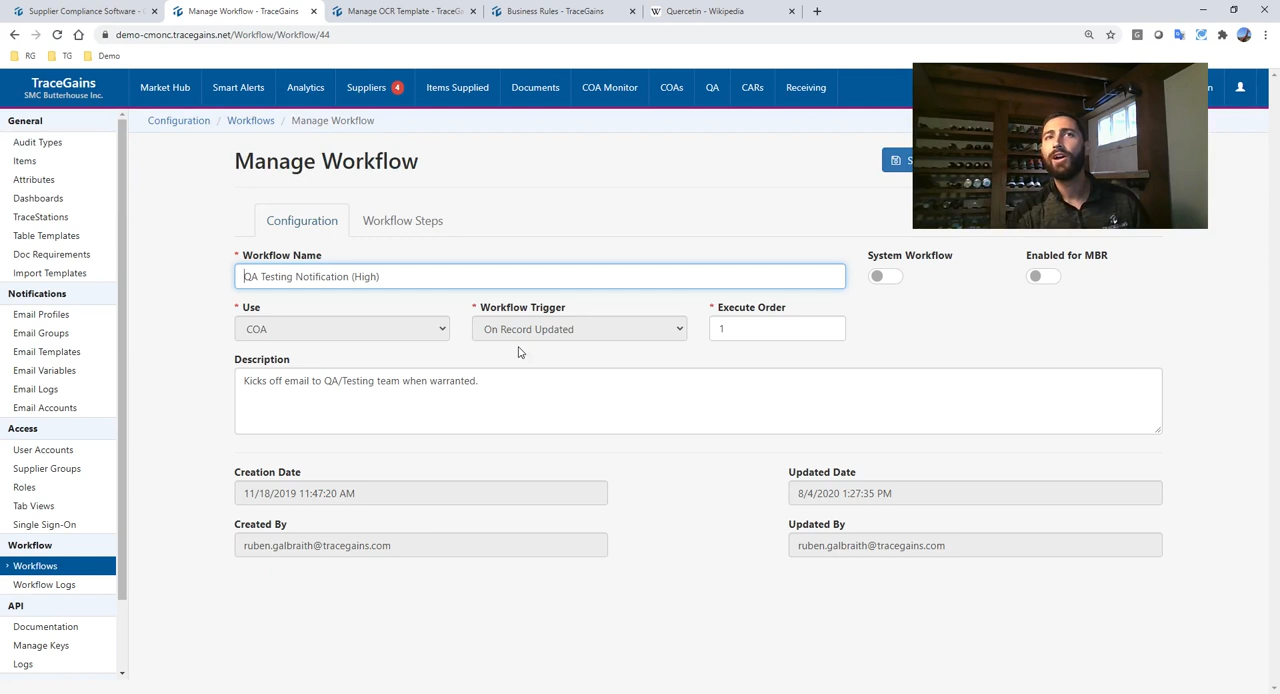 Supplier Compliance Software -
Manage Workflow - TraceGains
Manage OCR Template - TraceGa
Business Rules - TraceGains
Quercetin - Wikipedia
demo-cmonc.tracegains.net/Workflow/Workflow/44
RG
TG
Demo
TraceGains
SMC Butterhouse Inc.
Market Hub
Smart Alerts
Analytics
Suppliers 4
Items Supplied
Documents
COA Monitor
COAs
QA
CARs
Receiving
General
Audit Types
Items
Attributes
Dashboards
TraceStations
Table Templates
Doc Requirements
Import Templates
Notifications
Email Profiles
Email Groups
Email Templates
Email Variables
Email Logs
Email Accounts
Access
User Accounts
Supplier Groups
Roles
Tab Views
Single Sign-On
Workflow
Workflows
Workflow Logs
API
Documentation
Manage Keys
Logs
Configuration / Workflows / Manage Workflow
Manage Workflow
Configuration
Workflow Steps
* Workflow Name
QA Testing Notification (High)
System Workflow
Enabled for MBR
* Use
COA
* Workflow Trigger
On Record Updated
* Execute Order
1
Description
Kicks off email to QA/Testing team when warranted.
Creation Date
11/18/2019 11:47:20 AM
Updated Date
8/4/2020 1:27:35 PM
Created By
ruben.galbraith@tracegains.com
Updated By
ruben.galbraith@tracegains.com